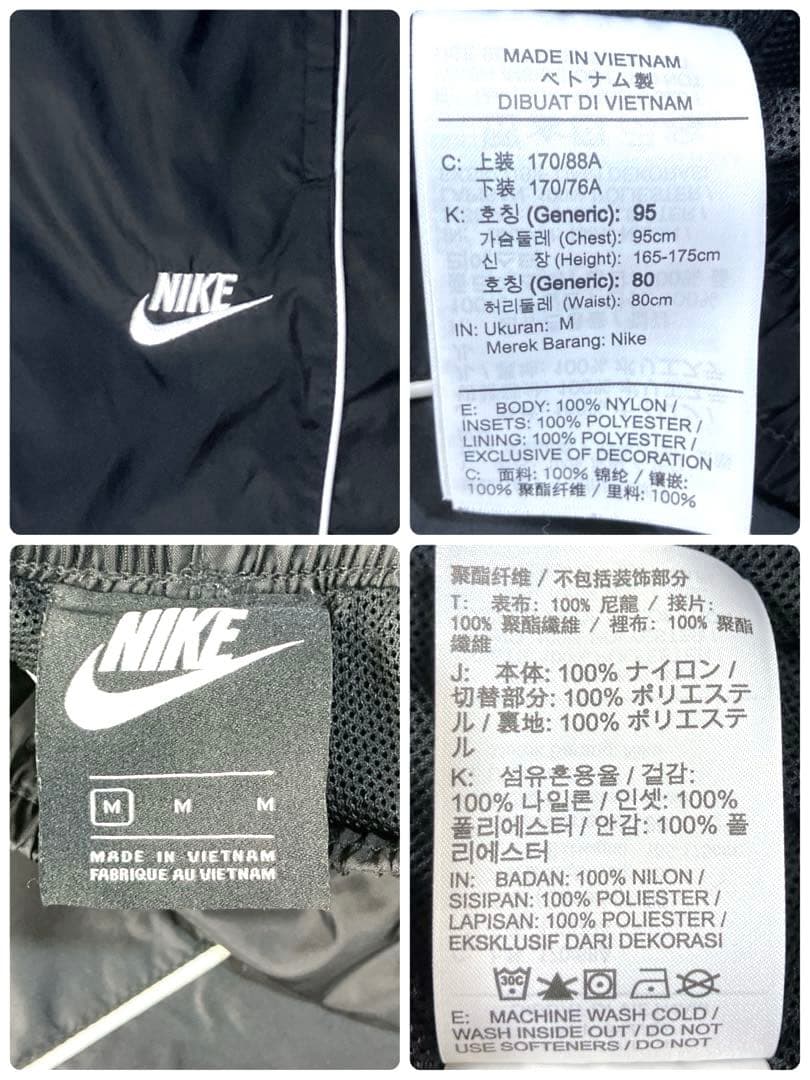 NIKE
MADE IN VIETNAM
ベトナム製
DIBUAT DI VIETNAM
C: 上装 170/88A
下装 170/76A
K: 호칭 (Generic): 95
가슴둘레 (Chest): 95cm
신 장 (Height): 165-175cm
호칭 (Generic): 80
허리둘레 (Waist): 80cm
IN: Ukuran: M
Merek Barang: Nike
E: BODY: 100% NYLON /
INSETS: 100% POLYESTER /
LINING: 100% POLYESTER /
EXCLUSIVE OF DECORATION
C: 面料: 100% 锦纶 / 镶嵌:
100% 聚酯纤维 / 里料: 100%
NIKE
M M M
MADE IN VIETNAM
FABRIQUE AU VIETNAM
聚酯纤维 / 不包括装饰部分
T: 表布: 100% 尼龍 / 接片:
100% 聚酯纖維 / 裡布: 100% 聚酯
纖維
J: 本体: 100% ナイロン /
切替部分: 100% ポリエステ
ル / 裏地: 100% ポリエステ
ル
K: 섬유혼용율 / 겉감:
100% 나일론 / 인셋: 100%
폴리에스터 / 안감: 100% 폴
리에스터
IN: BADAN: 100% NILON /
SISIPAN: 100% POLIESTER /
LAPISAN: 100% POLIESTER /
EKSKLUSIF DARI DEKORASI
30C
E: MACHINE WASH COLD /
WASH INSIDE OUT / DO NOT
USE SOFTENERS / DO NOT